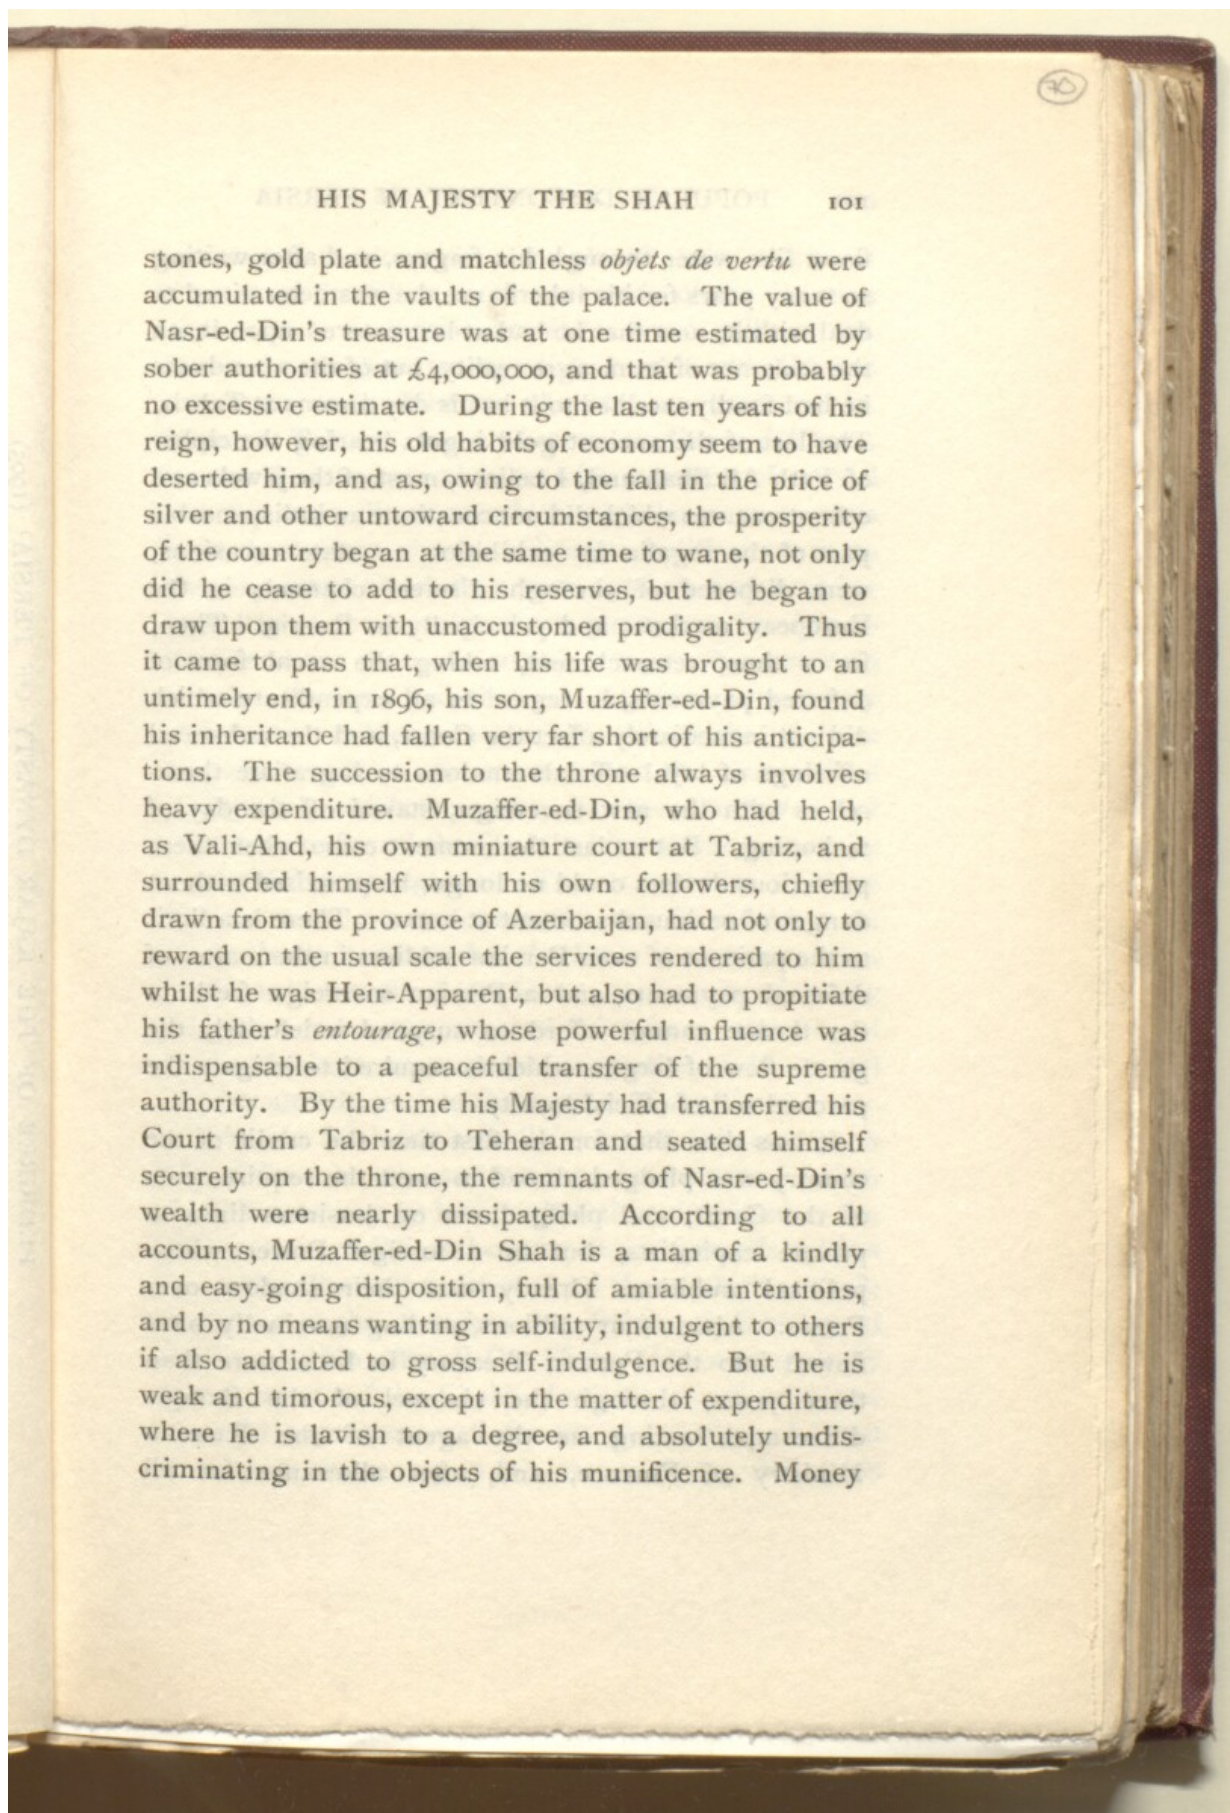 70
HIS MAJESTY THE SHAH 101
stones, gold plate and matchless objets de vertu were
accumulated in the vaults of the palace. The value of
Nasr-ed-Din's treasure was at one time estimated by
sober authorities at £4,000,000, and that was probably
no excessive estimate. During the last ten years of his
reign, however, his old habits of economy seem to have
deserted him, and as, owing to the fall in the price of
silver and other untoward circumstances, the prosperity
of the country began at the same time to wane, not only
did he cease to add to his reserves, but he began to
draw upon them with unaccustomed prodigality. Thus
it came to pass that, when his life was brought to an
untimely end, in 1896, his son, Muzaffer-ed-Din, found
his inheritance had fallen very far short of his anticipa-
tions. The succession to the throne always involves
heavy expenditure. Muzaffer-ed-Din, who had held,
as Vali-Ahd, his own miniature court at Tabriz, and
surrounded himself with his own followers, chiefly
drawn from the province of Azerbaijan, had not only to
reward on the usual scale the services rendered to him
whilst he was Heir-Apparent, but also had to propitiate
his father's entourage, whose powerful influence was
indispensable to a peaceful transfer of the supreme
authority. By the time his Majesty had transferred his
Court from Tabriz to Teheran and seated himself
securely on the throne, the remnants of Nasr-ed-Din's
wealth were nearly dissipated. According to all
accounts, Muzaffer-ed-Din Shah is a man of a kindly
and easy-going disposition, full of amiable intentions,
and by no means wanting in ability, indulgent to others
if also addicted to gross self-indulgence. But he is
weak and timorous, except in the matter of expenditure,
where he is lavish to a degree, and absolutely undis-
criminating in the objects of his munificence. Money